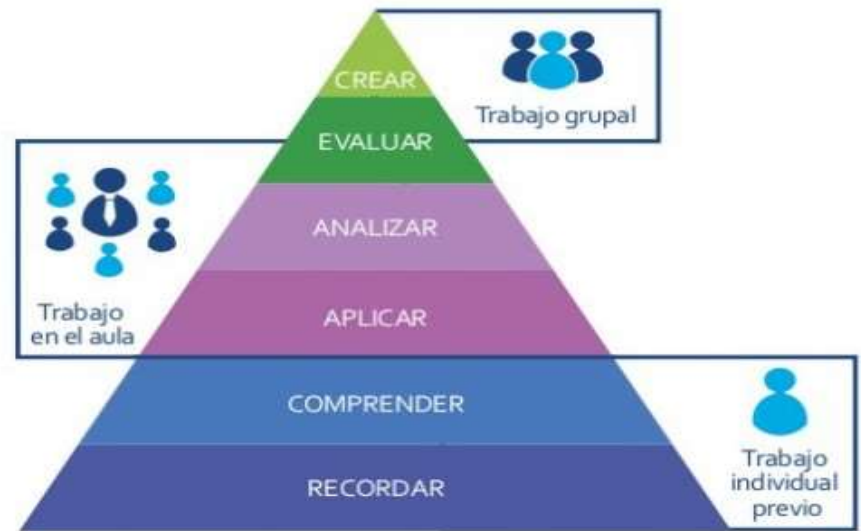 CREAR
Trabajo grupal
EVALUAR
ANALIZAR
Trabajo
en el aula
APLICAR
COMPRENDER
Trabajo
individual
previo
RECORDAR